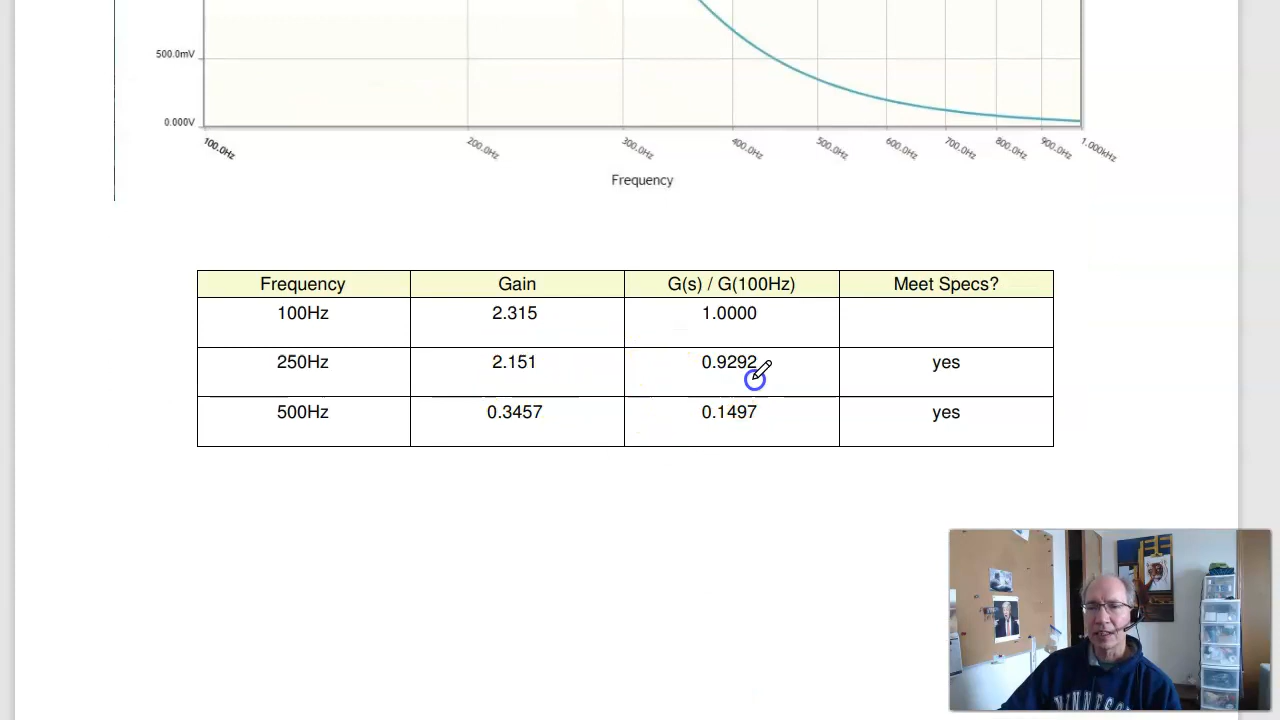 500.0mV
0.000V
100.0Hz 200.0Hz 300.0Hz 400.0Hz 500.0Hz 600.0Hz 700.0Hz 800.0Hz 900.0Hz 1.000kHz
Frequency
Frequency Gain G(s) / G(100Hz) Meet Specs?
100Hz 2.315 1.0000
250Hz 2.151 0.9292 yes
500Hz 0.3457 0.1497 yes
MINNESO